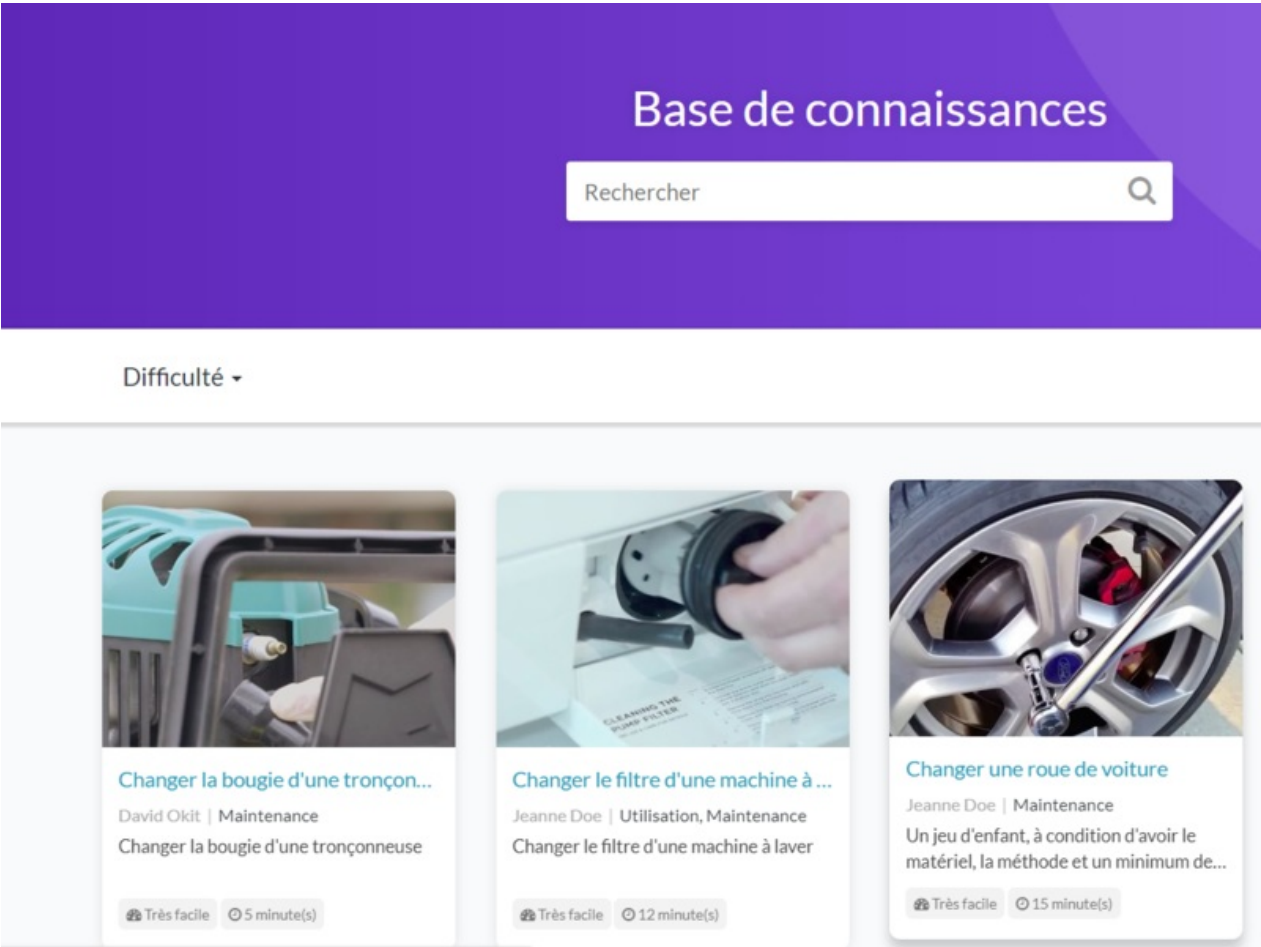 Base de connaissances
Rechercher
Difficulté
CLEANING THE
PUMP FILTER
Changer la bougie d'une tronçon...
David Okit | Maintenance
Changer la bougie d'une tronçonneuse
Très facile
5 minute(s)
Changer le filtre d'une machine à ...
Jeanne Doe | Utilisation, Maintenance
Changer le filtre d'une machine à laver
Très facile
12 minute(s)
Changer une roue de voiture
Jeanne Doe | Maintenance
Un jeu d'enfant, à condition d'avoir le
matériel, la méthode et un minimum de...
Très facile
15 minute(s)